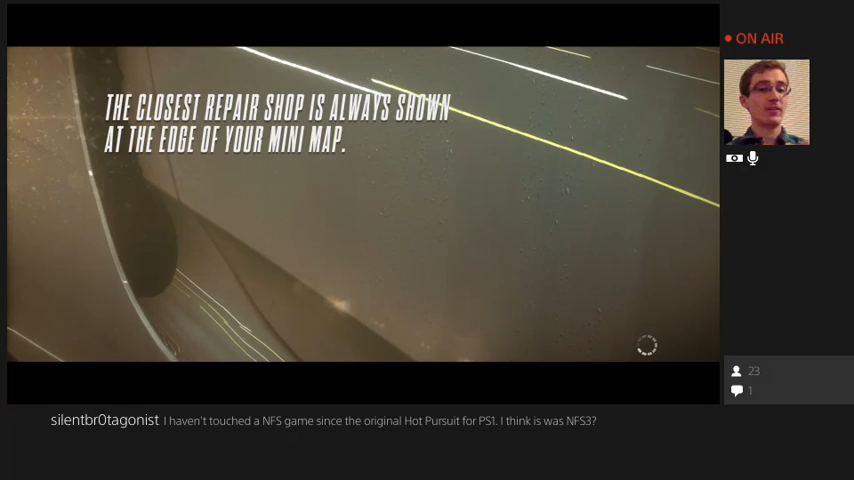 ON AIR
THE CLOSEST REPAIR SHOP IS ALWAYS SHOWN
AT THE EDGE OF YOUR MINI MAP.
23
1
silentbr0tagonist I haven't touched a NFS game since the original Hot Pursuit for PS1. I think is was NFS3?